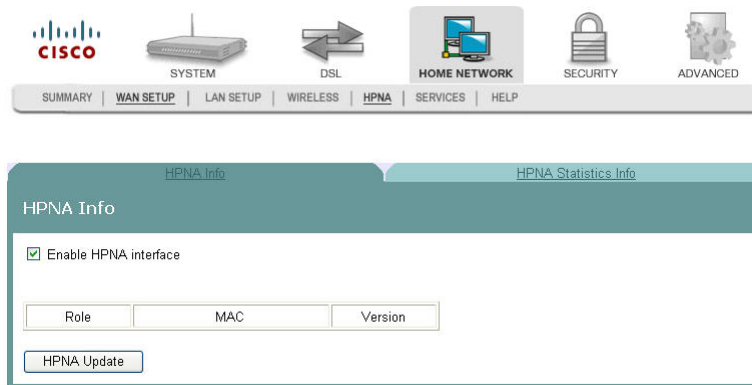 CISCO
SYSTEM DSL HOME NETWORK SECURITY ADVANCED
SUMMARY | WAN SETUP | LAN SETUP | WIRELESS | HPNA | SERVICES | HELP
HPNA Info HPNA Statistics Info
HPNA Info
Enable HPNA interface
Role MAC Version
HPNA Update